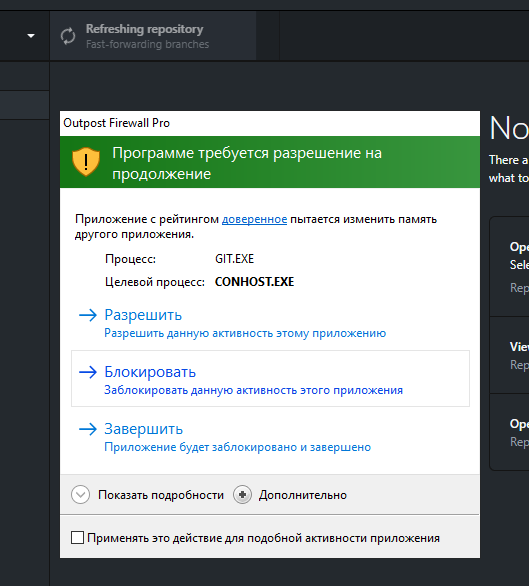 Refreshing repository
Fast-forwarding branches
Outpost Firewall Pro
Программе требуется разрешение на
продолжение
Приложение с рейтингом доверенное пытается изменить память
другого приложения.
Процесс: GIT.EXE
Целевой процесс: CONHOST.EXE
Разрешить
Разрешить данную активность этому приложению
Блокировать
Заблокировать данную активность этого приложения
Завершить
Приложение будет заблокировано и завершено
Показать подробности Дополнительно
Применять это действие для подобной активности приложения
No
There a
what to
Ope
Sele
Rep
View
Rep
Ope
Rep